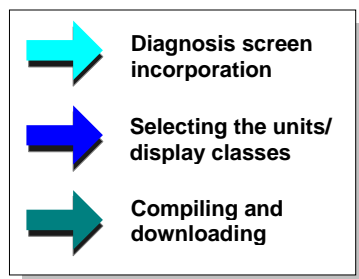 Diagnosis screen
incorporation
Selecting the units/
display classes
Compiling and
downloading